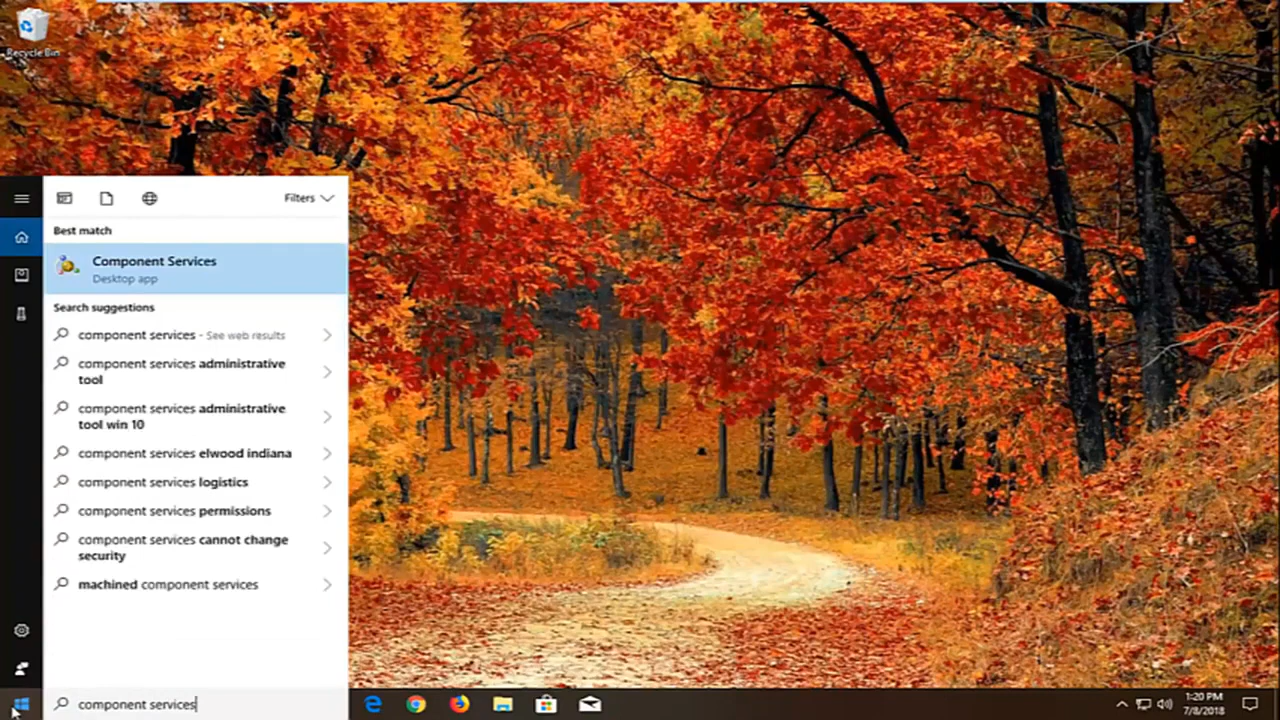 Recycle Bin
Filters
Best match
Component Services
Desktop app
Search suggestions
component services - See web results
component services administrative
tool
component services administrative
tool win 10
component services elwood indiana
component services logistics
component services permissions
component services cannot change
security
machined component services
component services
1:20 PM
7/8/2018